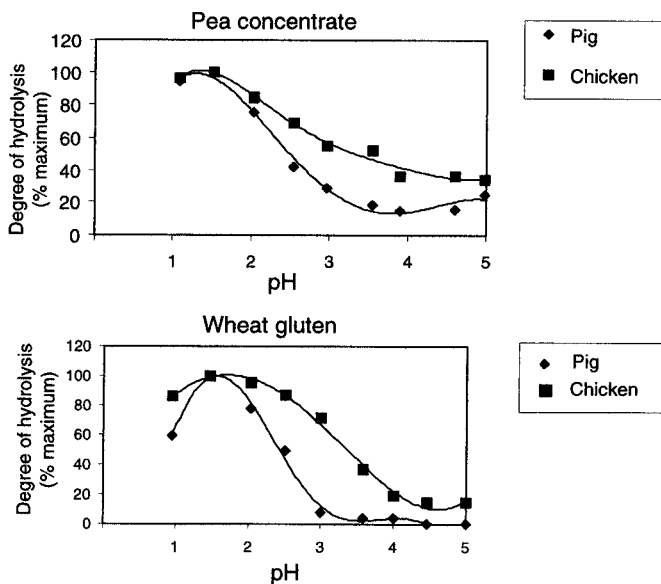 Pea concentrate
Pig
Chicken
Degree of hydrolysis
(% maximum)
120
100
80
60
40
20
0
1 2 3 4 5
pH
Wheat gluten
Pig
Chicken
Degree of hydrolysis
(% maximum)
120
100
80
60
40
20
0
1 2 3 4 5
pH